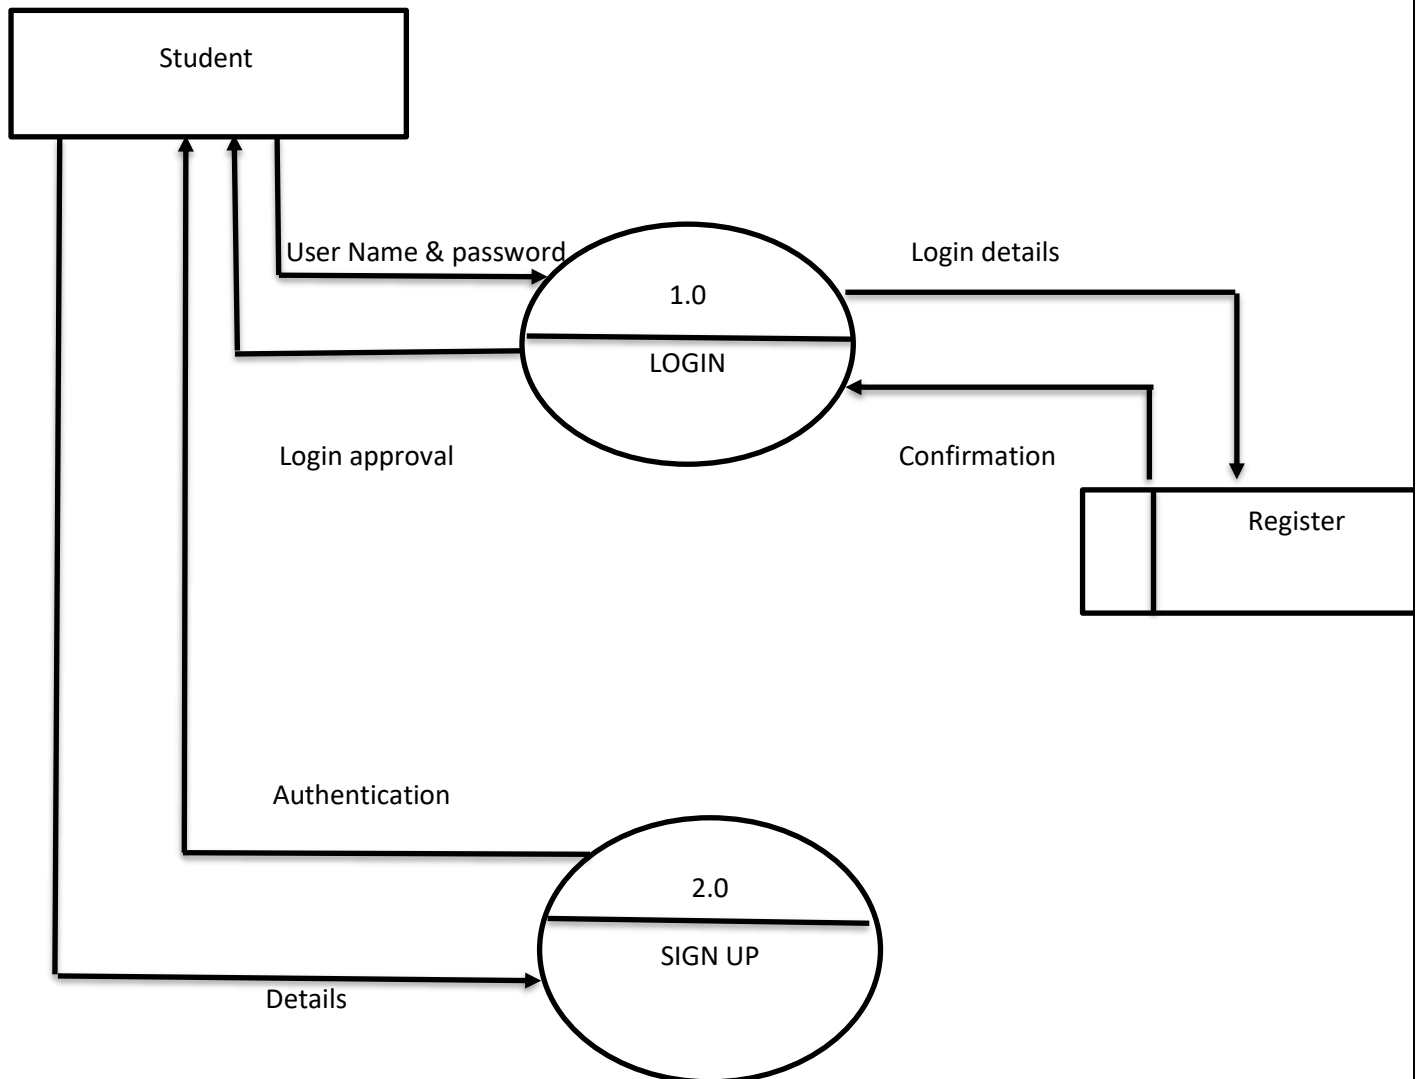 Student
User Name & password
Login details
1.0
LOGIN
Login approval
Confirmation
Register
Authentication
2.0
SIGN UP
Details